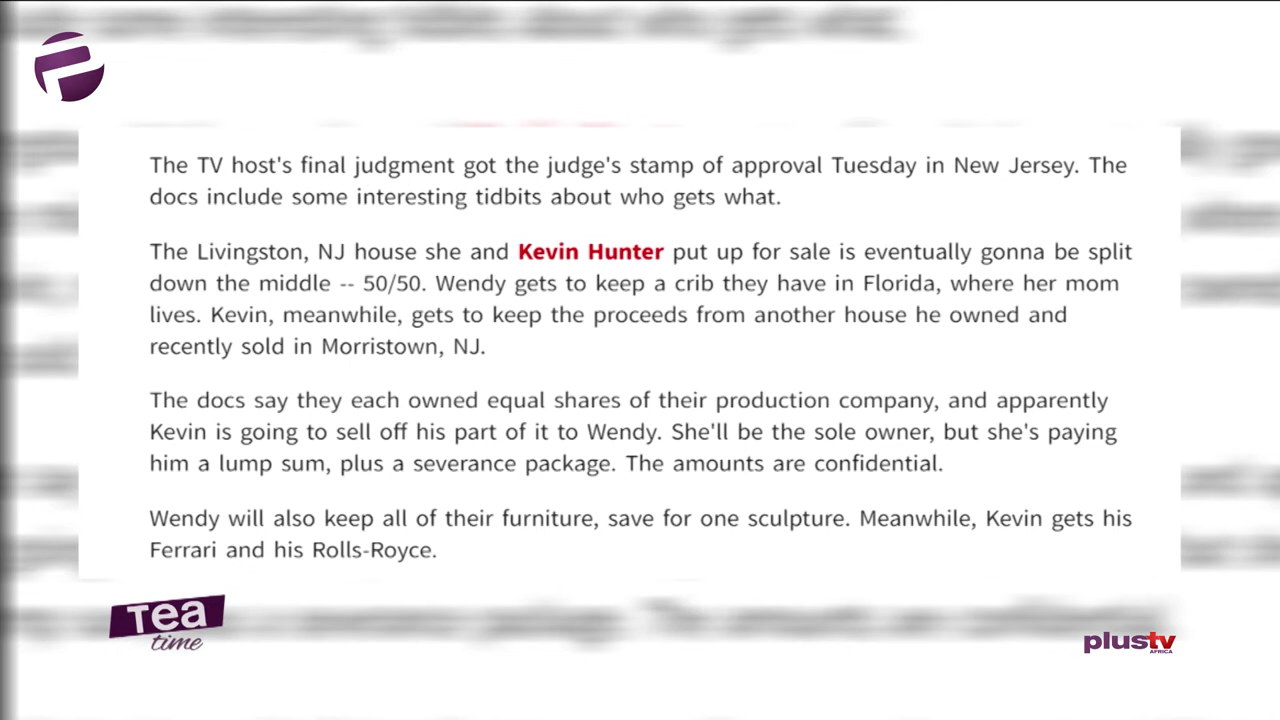 The TV host's final judgment got the judge's stamp of approval Tuesday in New Jersey. The
docs include some interesting tidbits about who gets what.
The Livingston, NJ house she and Kevin Hunter put up for sale is eventually gonna be split
down the middle -- 50/50. Wendy gets to keep a crib they have in Florida, where her mom
lives. Kevin, meanwhile, gets to keep the proceeds from another house he owned and
recently sold in Morristown, NJ.
The docs say they each owned equal shares of their production company, and apparently
Kevin is going to sell off his part of it to Wendy. She'll be the sole owner, but she's paying
him a lump sum, plus a severance package. The amounts are confidential.
Wendy will also keep all of their furniture, save for one sculpture. Meanwhile, Kevin gets his
Ferrari and his Rolls-Royce.
Tea
time
plustv
AFRICA